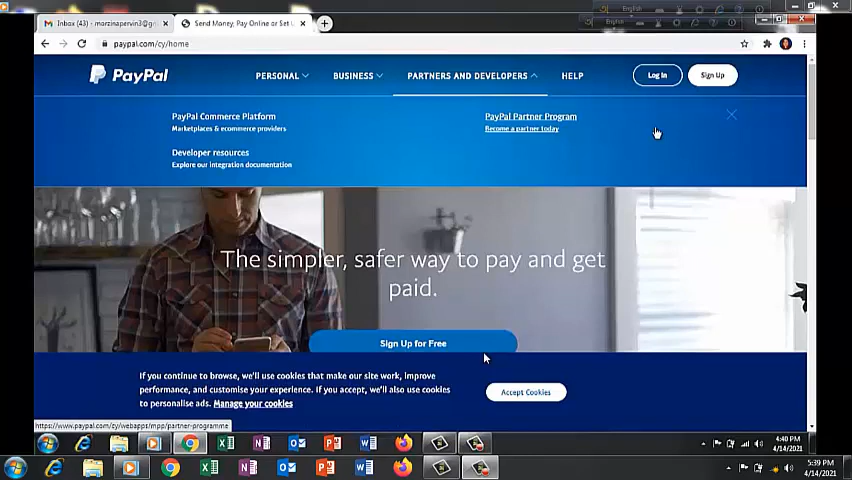 English
English
Inbox (43) - morzinapervin3@gm
Send Money, Pay Online or Set U
paypal.com/cy/home
PayPal
PERSONAL
BUSINESS
PARTNERS AND DEVELOPERS
HELP
Log In
Sign Up
PayPal Commerce Platform
Marketplaces & ecommerce providers
PayPal Partner Program
Become a partner today
Developer resources
Explore our integration documentation
The simpler, safer way to pay and get
paid.
Sign Up for Free
If you continue to browse, we'll use cookies that make our site work, improve
performance, and customise your experience. If you accept, we'll also use cookies
to personalise ads. Manage your cookies
Accept Cookies
https://www.paypal.com/cy/webapps/mpp/partner-programme
4:40 PM
4/14/2021
5:39 PM
4/14/2021